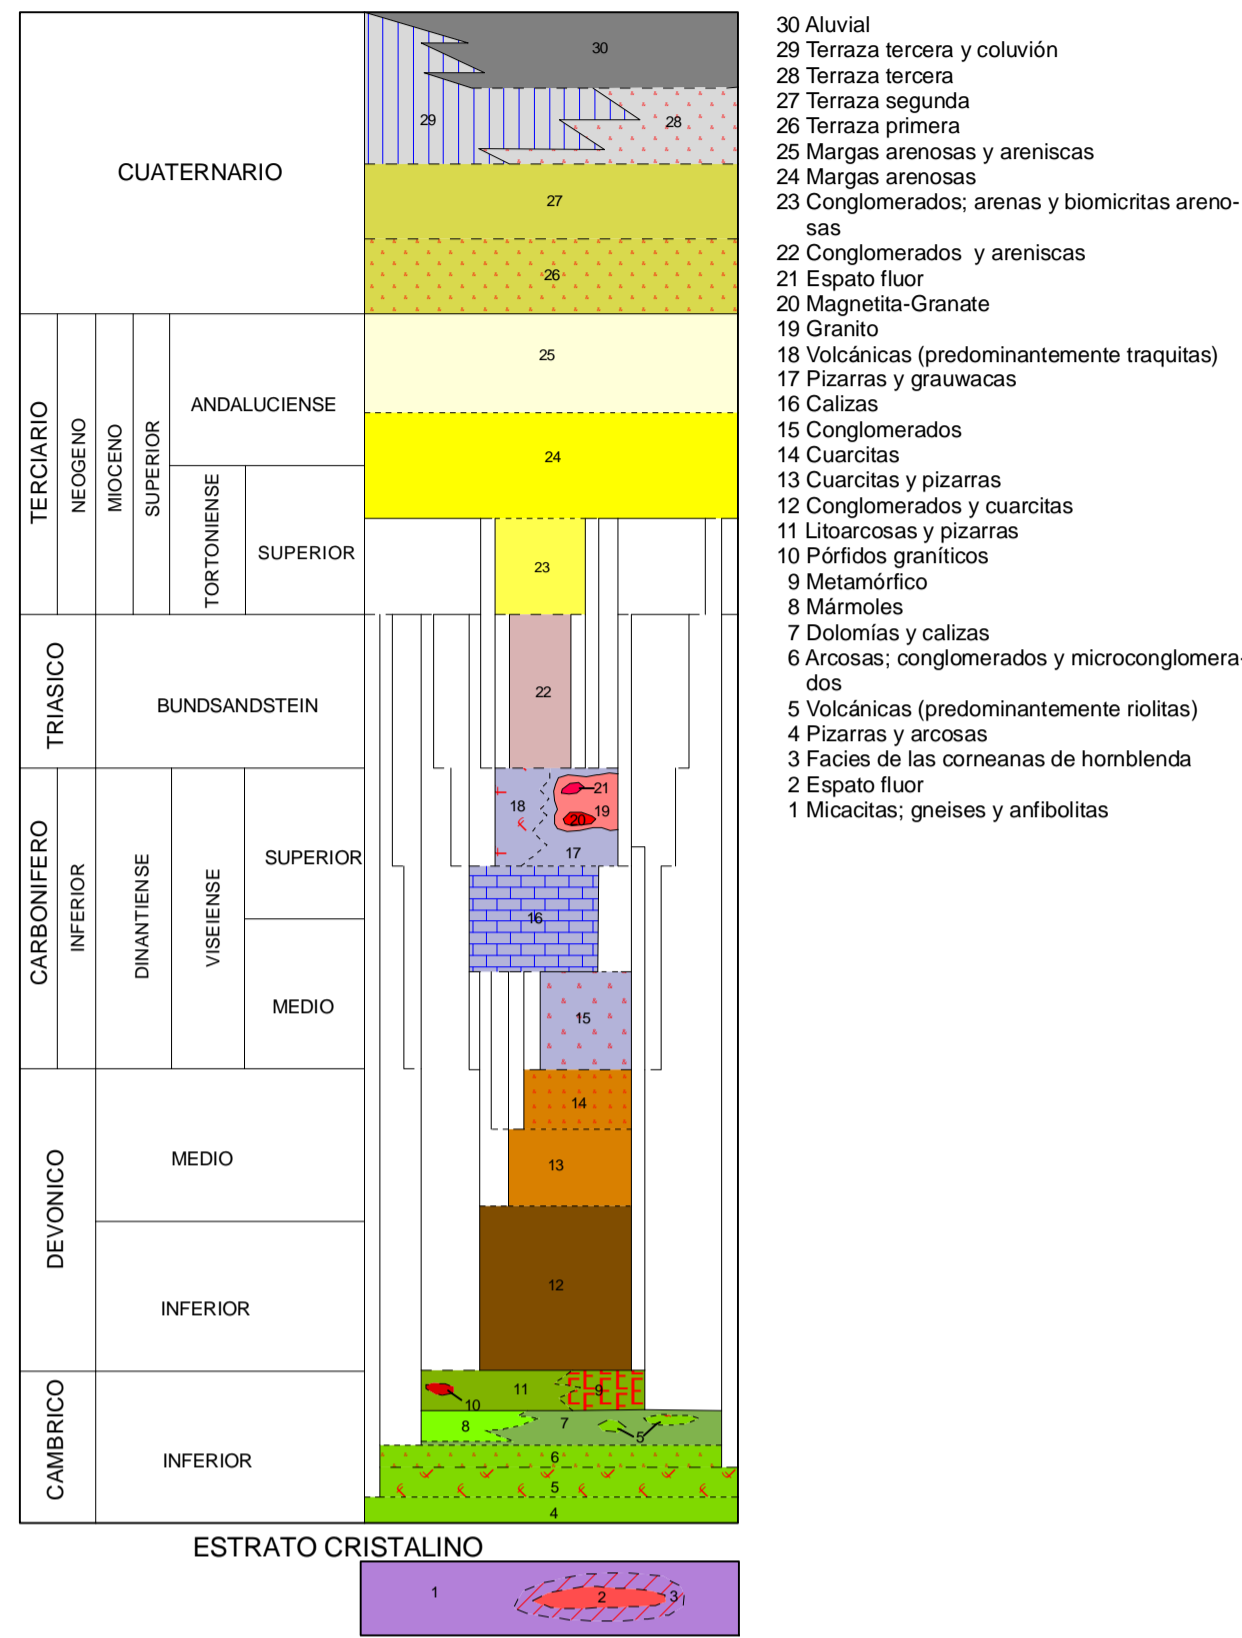 30
29
28
CUATERNARIO
27
26
25
ANDALUCIENSE
TERCIARIO
NEOGENO
MIOCENO
SUPERIOR
24
TORTONIENSE
SUPERIOR
23
TRIASICO
BUNDSANDSTEIN
22
21
18
20
19
17
CARBONIFERO
INFERIOR
DINANTIENSE
VISEIENSE
SUPERIOR
16
MEDIO
15
14
DEVONICO
MEDIO
13
INFERIOR
12
CAMBRICO
INFERIOR
11
9
10
8
7
5
6
5
4
ESTRATO CRISTALINO
1
2
3
30 Aluvial
29 Terraza tercera y coluvión
28 Terraza tercera
27 Terraza segunda
26 Terraza primera
25 Margas arenosas y areniscas
24 Margas arenosas
23 Conglomerados; arenas y biomicritas areno-
sas
22 Conglomerados y areniscas
21 Espato fluor
20 Magnetita-Granate
19 Granito
18 Volcánicas (predominantemente traquitas)
17 Pizarras y grauwacas
16 Calizas
15 Conglomerados
14 Cuarcitas
13 Cuarcitas y pizarras
12 Conglomerados y cuarcitas
11 Litoarcosas y pizarras
10 Pórfidos graníticos
9 Metamórfico
8 Mármoles
7 Dolomías y calizas
6 Arcosas; conglomerados y microconglomera-
dos
5 Volcánicas (predominantemente riolitas)
4 Pizarras y arcosas
3 Facies de las corneanas de hornblenda
2 Espato fluor
1 Micacitas; gneises y anfibolitas